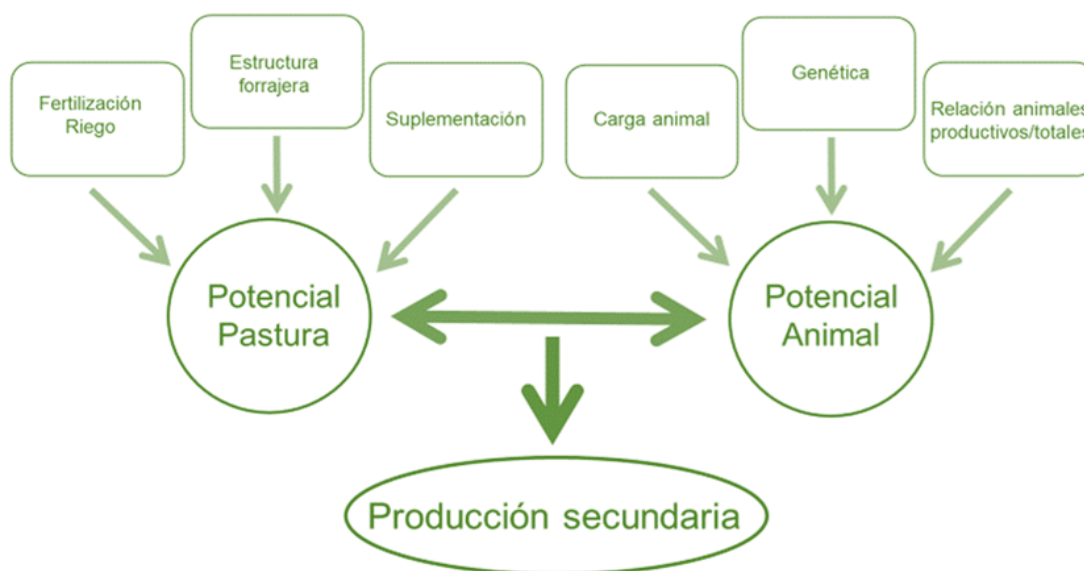 Fertilización
Riego
Estructura
forrajera
Suplementación
Carga animal
Genética
Relación animales
productivos/totales
Potencial
Pastura
Potencial
Animal
Producción secundaria